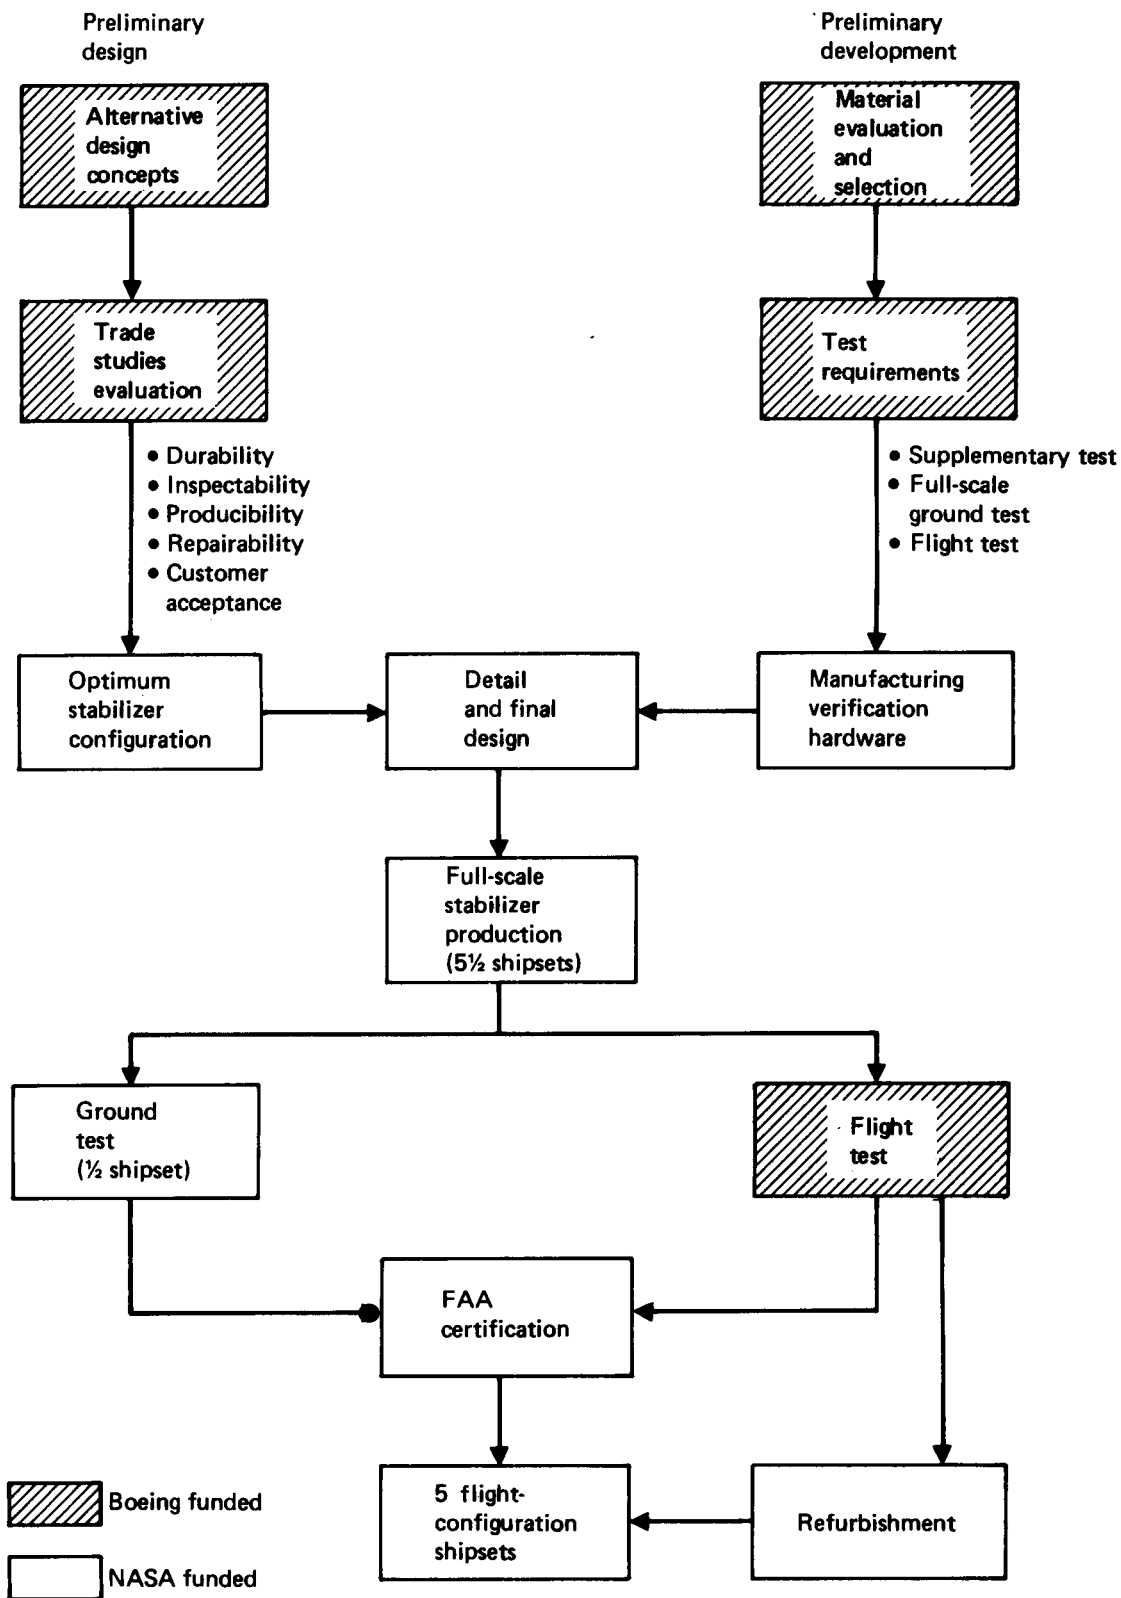 Preliminary
design
Preliminary
development
Alternative
design
concepts
Material
evaluation
and
selection
Trade
studies
evaluation
Test
requirements
• Durability
• Inspectability
• Producibility
• Repairability
• Customer
acceptance
• Supplementary test
• Full-scale
ground test
• Flight test
Optimum
stabilizer
configuration
Detail
and final
design
Manufacturing
verification
hardware
Full-scale
stabilizer
production
(5½ shipsets)
Ground
test
(½ shipset)
Flight
test
FAA
certification
5 flight-
configuration
shipsets
Refurbishment
Boeing funded
NASA funded